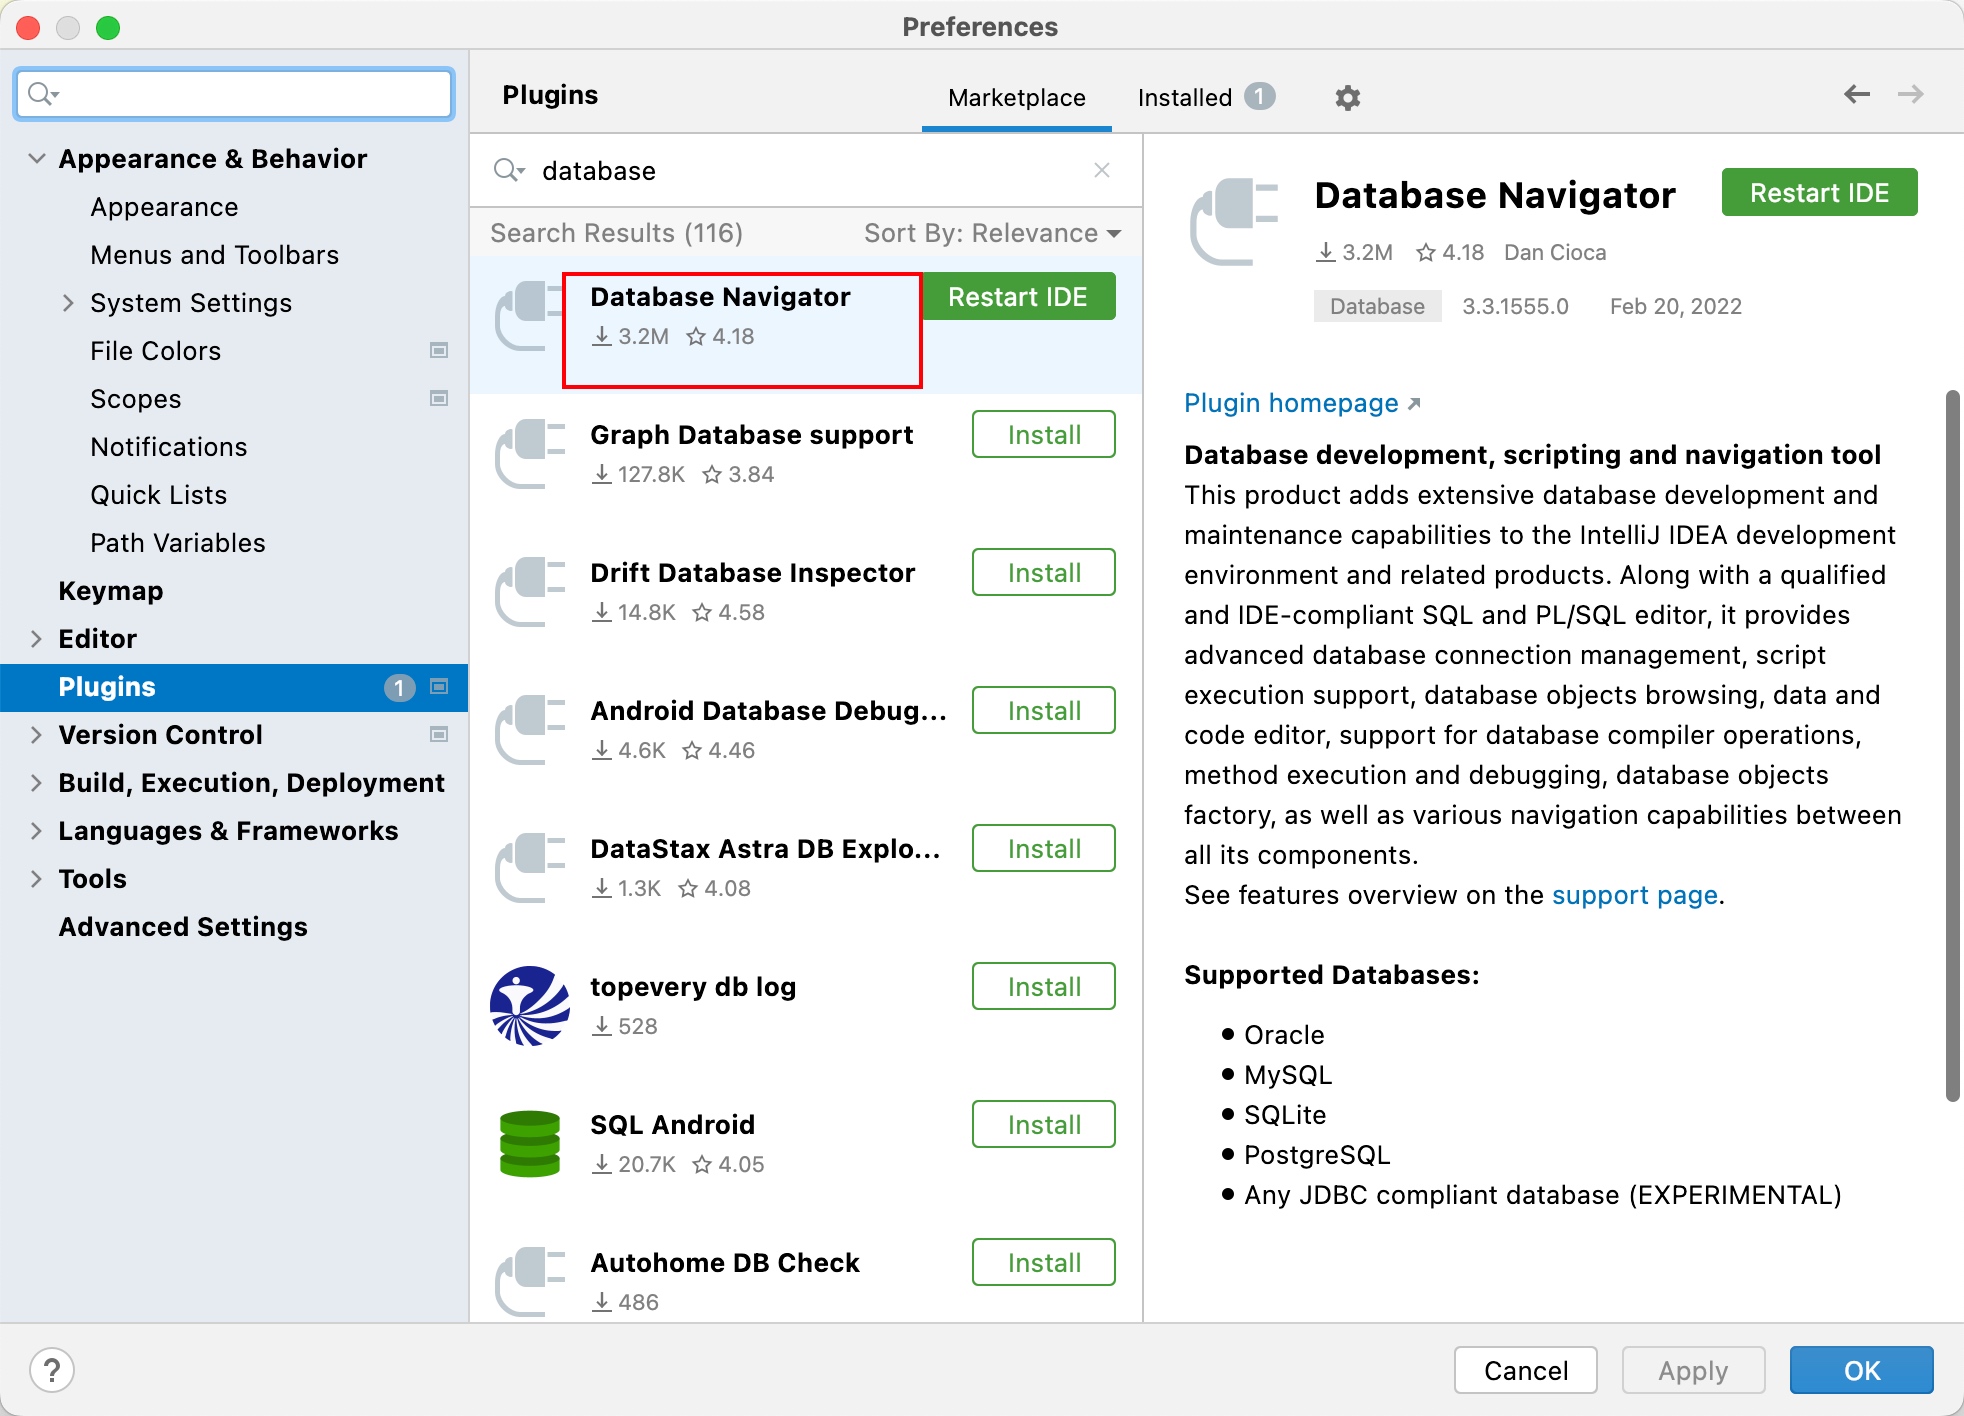 Preferences
Appearance & Behavior
Appearance
Menus and Toolbars
System Settings
File Colors
Scopes
Notifications
Quick Lists
Path Variables
Keymap
Editor
Plugins 1
Version Control
Build, Execution, Deployment
Languages & Frameworks
Tools
Advanced Settings
Plugins
Marketplace
Installed 1
database
Search Results (116) Sort By: Relevance
Database Navigator Restart IDE
3.2M 4.18
Graph Database support Install
127.8K 3.84
Drift Database Inspector Install
14.8K 4.58
Android Database Debug... Install
4.6K 4.46
DataStax Astra DB Explo... Install
1.3K 4.08
topevery db log Install
528
SQL Android Install
20.7K 4.05
Autohome DB Check Install
486
Database Navigator Restart IDE
3.2M 4.18 Dan Cioca
Database 3.3.1555.0 Feb 20, 2022
Plugin homepage
Database development, scripting and navigation tool
This product adds extensive database development and
maintenance capabilities to the IntelliJ IDEA development
environment and related products. Along with a qualified
and IDE-compliant SQL and PL/SQL editor, it provides
advanced database connection management, script
execution support, database objects browsing, data and
code editor, support for database compiler operations,
method execution and debugging, database objects
factory, as well as various navigation capabilities between
all its components.
See features overview on the support page.
Supported Databases:
• Oracle
• MySQL
• SQLite
• PostgreSQL
• Any JDBC compliant database (EXPERIMENTAL)
?
Cancel Apply OK